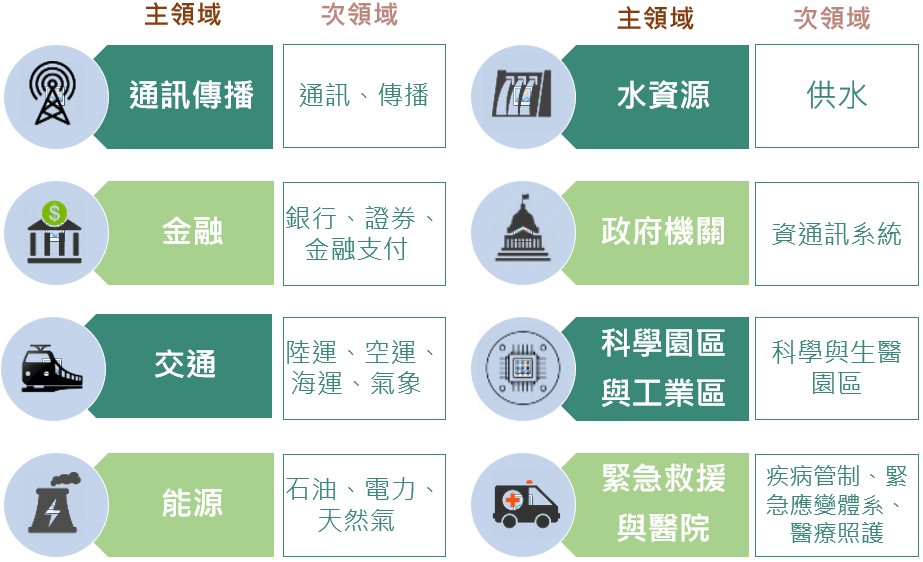 主領域
次領域
通訊傳播
通訊、傳播
金融
銀行、證券、
金融支付
交通
陸運、空運、
海運、氣象
能源
石油、電力、
天然氣
主領域
次領域
水資源
供水
政府機關
資通訊系統
科學園區
與工業區
科學與生醫
園區
緊急救援
與醫院
疾病管制、緊
急應變體系、
醫療照護
$